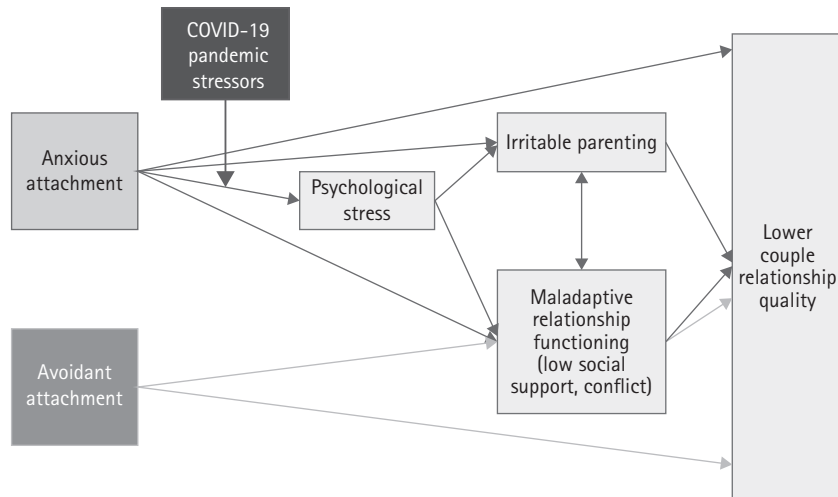 COVID-19
pandemic
stressors
Anxious
attachment
Irritable parenting
Psychological
stress
Lower
couple
relationship
quality
Maladaptive
relationship
functioning
(low social
support, conflict)
Avoidant
attachment